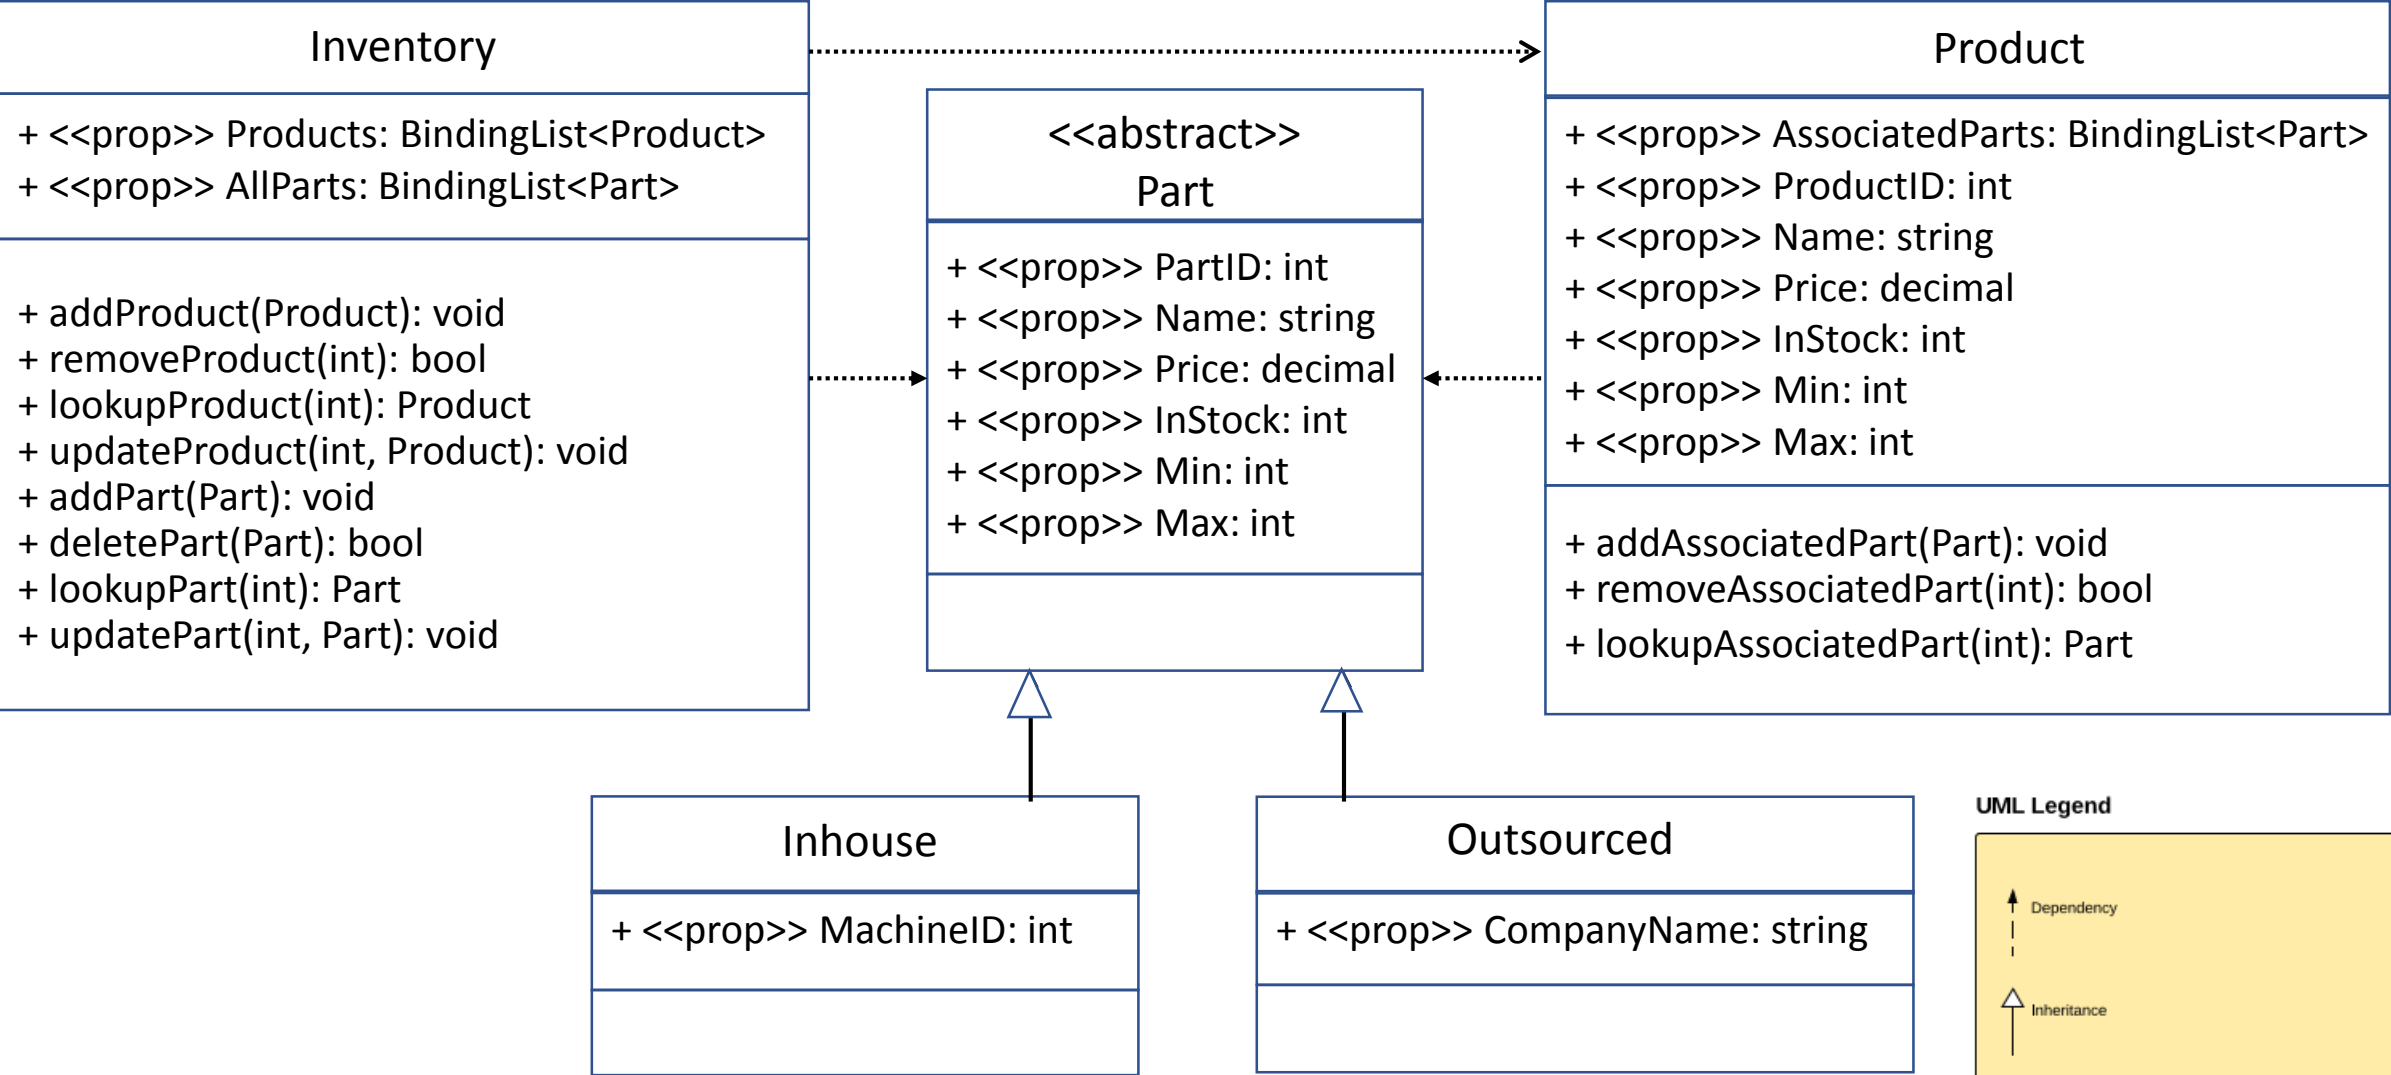 Inventory
+ <<prop>> Products: BindingList<Product>
+ <<prop>> AllParts: BindingList<Part>
+ addProduct(Product): void
+ removeProduct(int): bool
+ lookupProduct(int): Product
+ updateProduct(int, Product): void
+ addPart(Part): void
+ deletePart(Part): bool
+ lookupPart(int): Part
+ updatePart(int, Part): void
<<abstract>>
Part
+ <<prop>> PartID: int
+ <<prop>> Name: string
+ <<prop>> Price: decimal
+ <<prop>> InStock: int
+ <<prop>> Min: int
+ <<prop>> Max: int
Product
+ <<prop>> AssociatedParts: BindingList<Part>
+ <<prop>> ProductID: int
+ <<prop>> Name: string
+ <<prop>> Price: decimal
+ <<prop>> InStock: int
+ <<prop>> Min: int
+ <<prop>> Max: int
+ addAssociatedPart(Part): void
+ removeAssociatedPart(int): bool
+ lookupAssociatedPart(int): Part
Inhouse
+ <<prop>> MachineID: int
Outsourced
+ <<prop>> CompanyName: string
UML Legend
Dependency
Inheritance